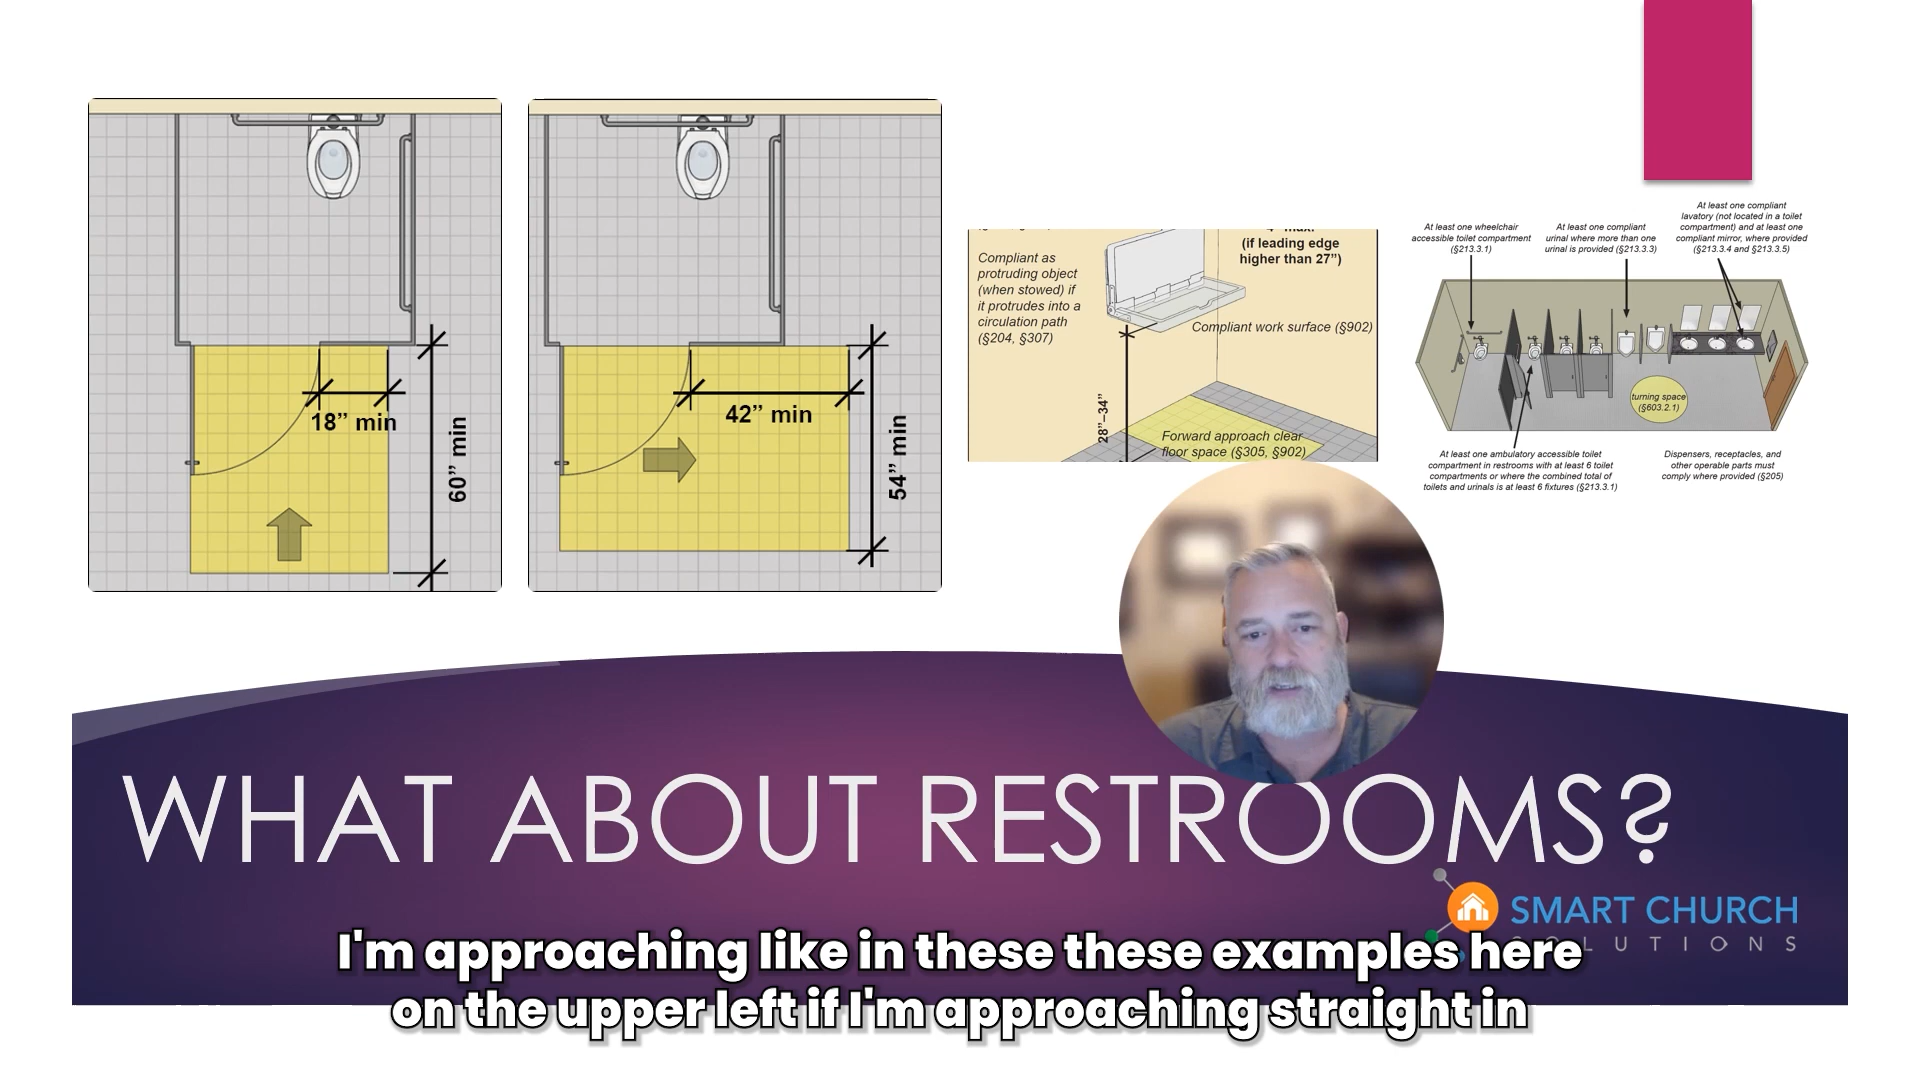 18” min
60” min
42” min
54” min
Compliant as
protruding object
(when stowed) if
it protrudes into a
circulation path
(§204, §307)
(if leading edge
higher than 27”)
Compliant work surface (§902)
28”–34”
Forward approach clear
floor space (§305, §902)
At least one wheelchair
accessible toilet compartment
(§213.3.1)
At least one compliant
urinal where more than one
urinal is provided (§213.3.3)
At least one compliant
lavatory (not located in a toilet
compartment) and at least one
compliant mirror, where provided
(§213.3.4 and §213.3.5)
turning space
(§603.2.1)
At least one ambulatory accessible toilet
compartment in restrooms with at least 6 toilet
compartments or where the combined total of
toilets and urinals is at least 6 fixtures (§213.3.1)
Dispensers, receptacles, and
other operable parts must
comply where provided (§205)
WHAT ABOUT RESTROOMS?
SMART CHURCH
SOLUTIONS
I'm approaching like in these these examples here
on the upper left if I'm approaching straight in